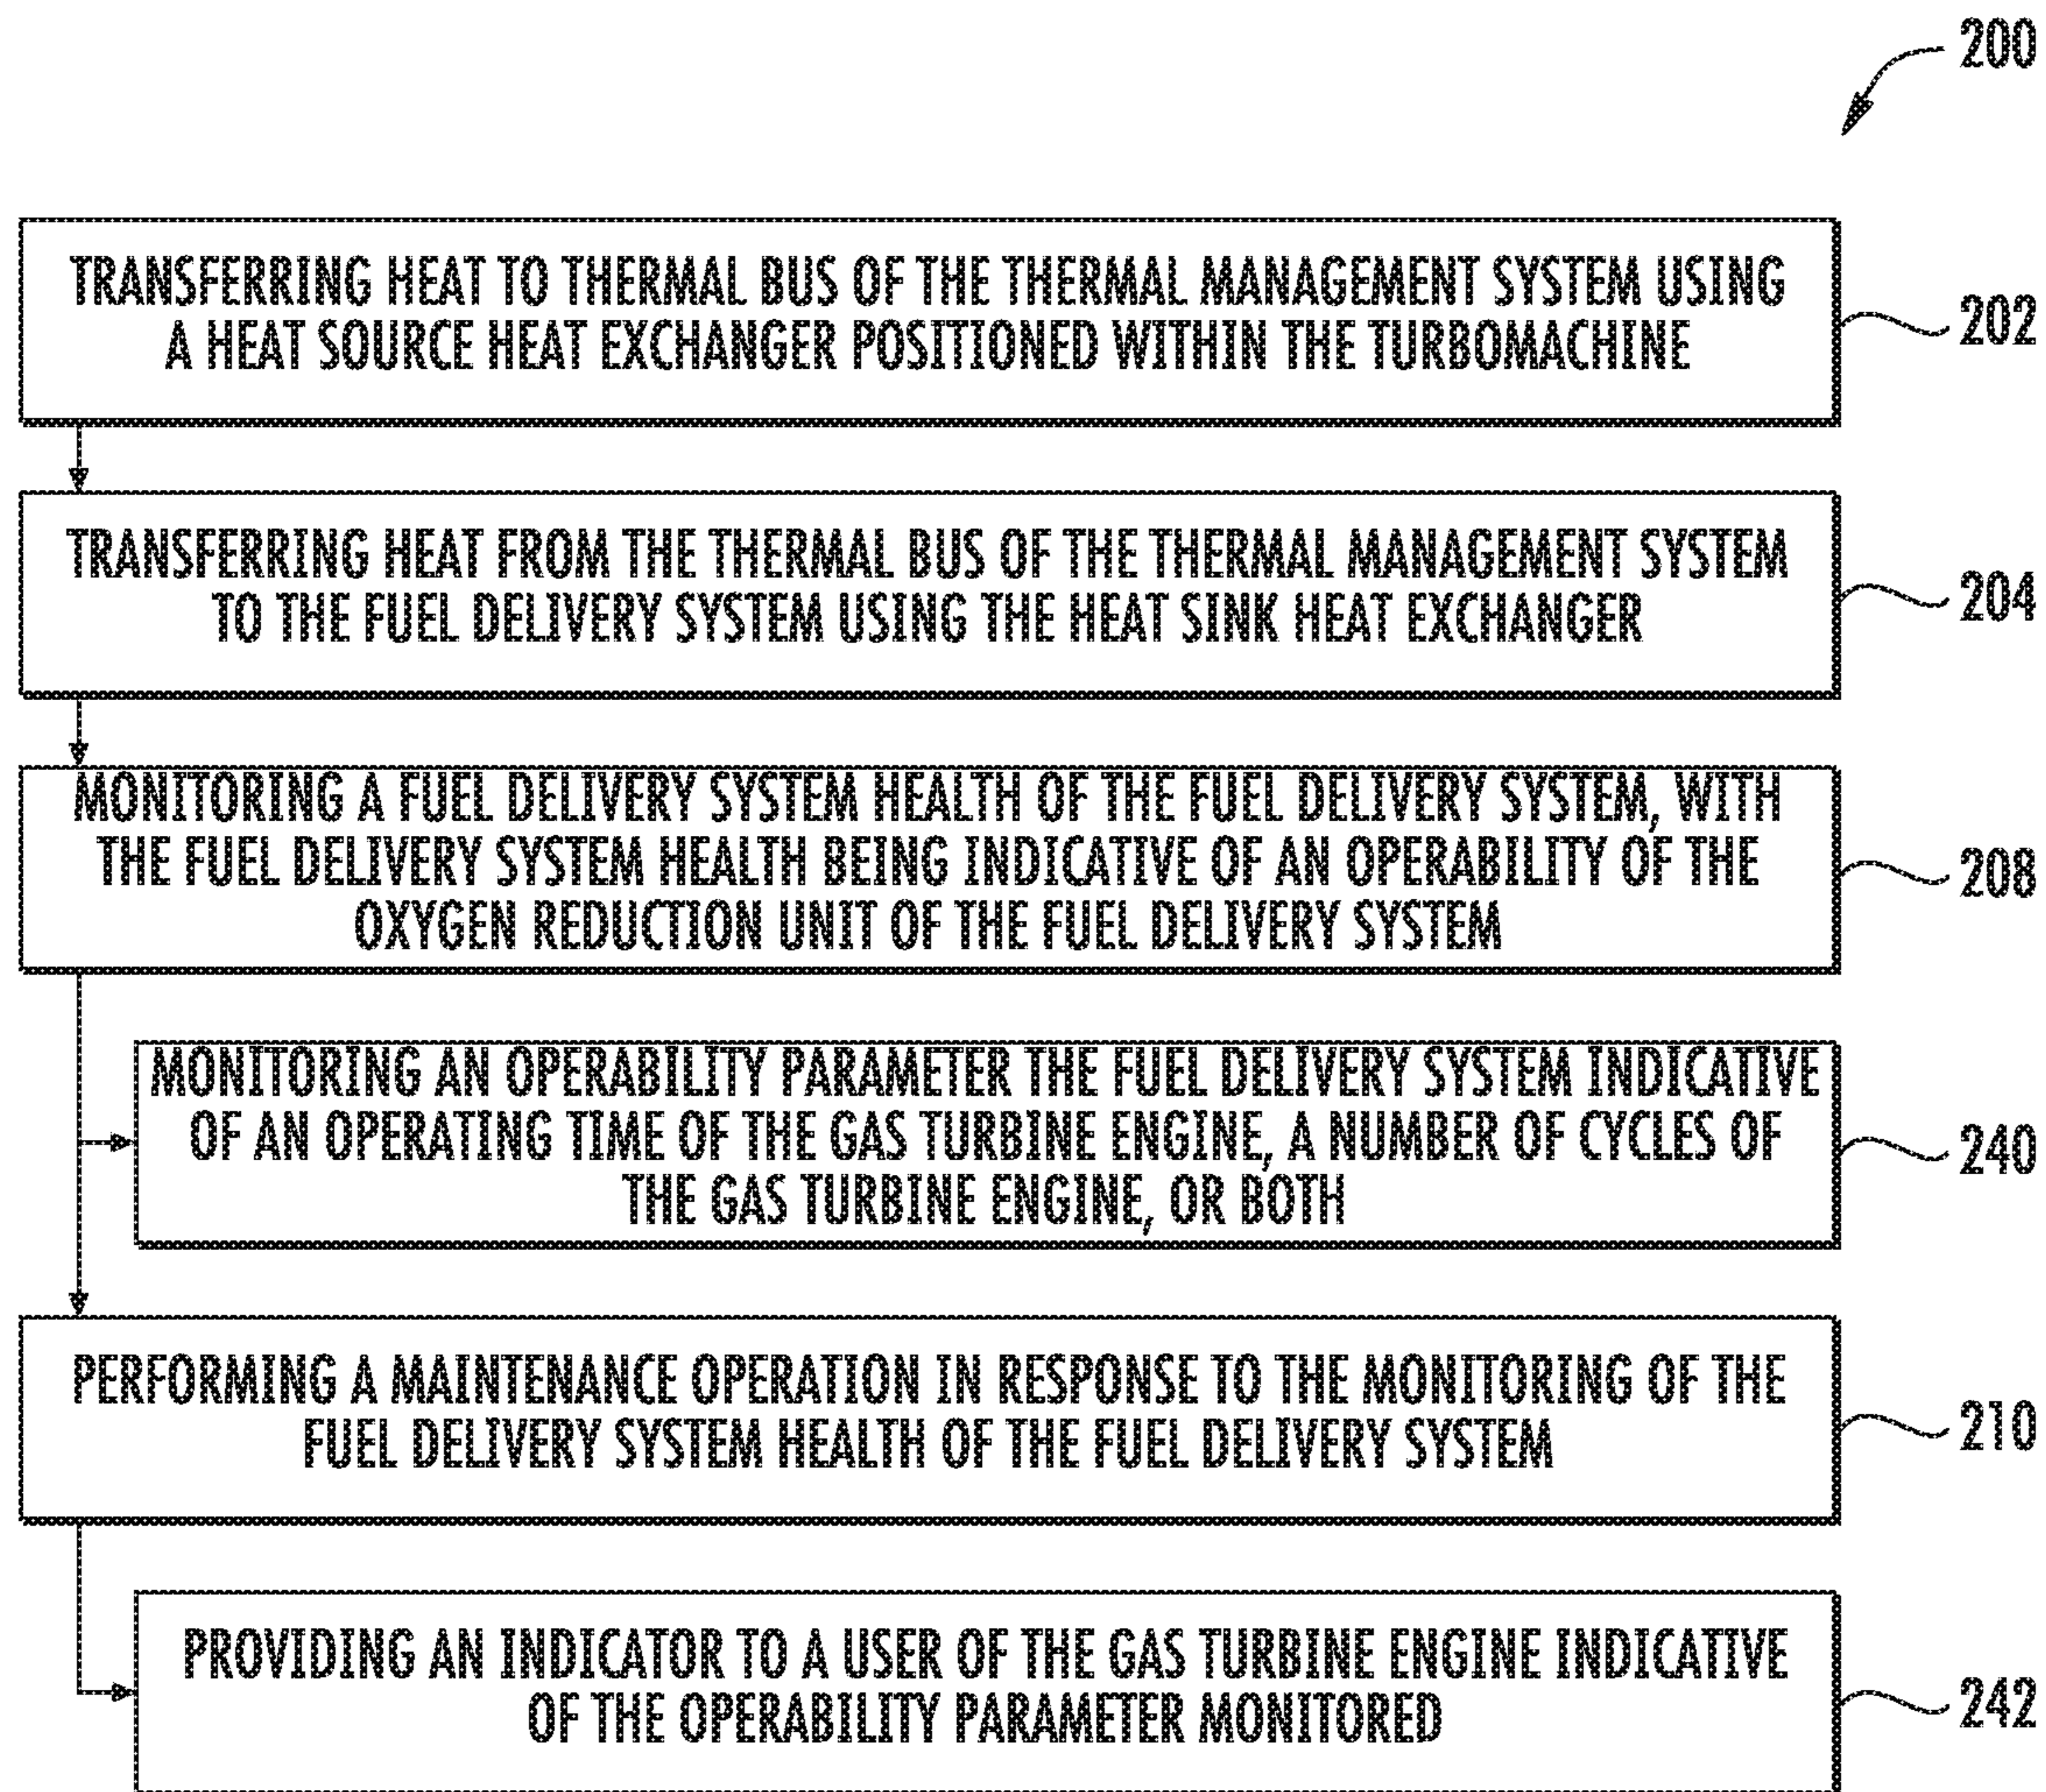 200
TRANSFERRING HEAT TO THERMAL BUS OF THE THERMAL MANAGEMENT SYSTEM USING
A HEAT SOURCE HEAT EXCHANGER POSITIONED WITHIN THE TURBOMACHINE
202
TRANSFERRING HEAT FROM THE THERMAL BUS OF THE THERMAL MANAGEMENT SYSTEM
TO THE FUEL DELIVERY SYSTEM USING THE HEAT SINK HEAT EXCHANGER
204
MONITORING A FUEL DELIVERY SYSTEM HEALTH OF THE FUEL DELIVERY SYSTEM, WITH
THE FUEL DELIVERY SYSTEM HEALTH BEING INDICATIVE OF AN OPERABILITY OF THE
OXYGEN REDUCTION UNIT OF THE FUEL DELIVERY SYSTEM
208
MONITORING AN OPERABILITY PARAMETER THE FUEL DELIVERY SYSTEM INDICATIVE
OF AN OPERATING TIME OF THE GAS TURBINE ENGINE, A NUMBER OF CYCLES OF
THE GAS TURBINE ENGINE, OR BOTH
240
PERFORMING A MAINTENANCE OPERATION IN RESPONSE TO THE MONITORING OF THE
FUEL DELIVERY SYSTEM HEALTH OF THE FUEL DELIVERY SYSTEM
210
PROVIDING AN INDICATOR TO A USER OF THE GAS TURBINE ENGINE INDICATIVE
OF THE OPERABILITY PARAMETER MONITORED
242